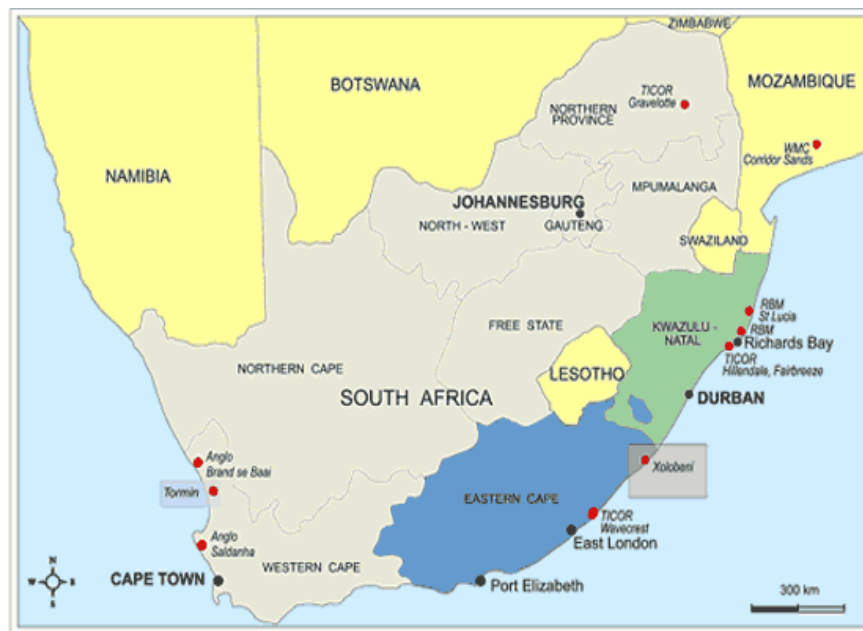 ZIMBABWE
BOTSWANA
MOZAMBIQUE
TICOR
Gravelotte
NORTHERN
PROVINCE
WMC
Corridor Sands
NAMIBIA
MPUMALANGA
JOHANNESBURG
NORTH - WEST
GAUTENG
SWAZILAND
RBM
St Lucia
FREE STATE
KWAZULU -
NATAL
RBM
Richards Bay
TICOR
Hillendale, Fairbreeze
NORTHERN CAPE
LESOTHO
SOUTH AFRICA
DURBAN
Anglo
Brand se Baai
Xolobeni
Tormin
EASTERN CAPE
TICOR
Wavecrest
Anglo
Saldanha
East London
WESTERN CAPE
CAPE TOWN
Port Elizabeth
N
W
E
S
300 km